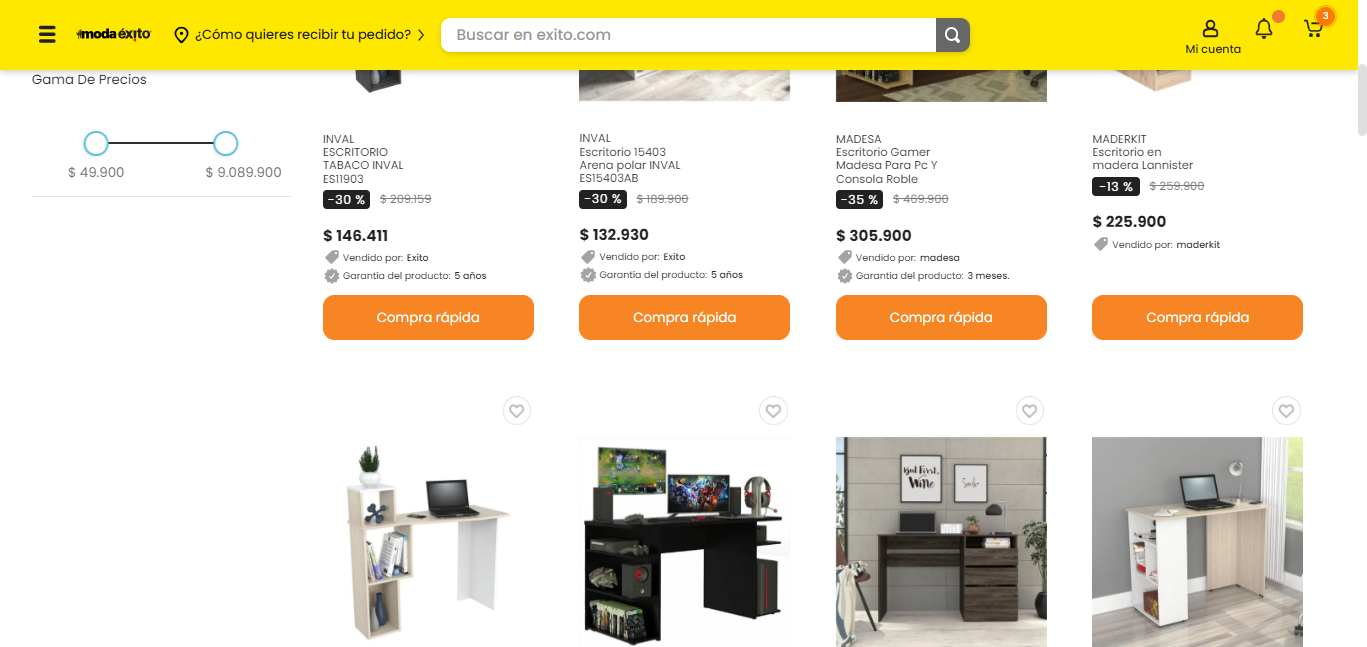 moda éxito
¿Cómo quieres recibir tu pedido?
Buscar en exito.com
Mi cuenta
3
Gama De Precios
$ 49.900
$ 9.089.900
INVAL
ESCRITORIO
TABACO INVAL
ES11903
-30 %
$ 209.159
$ 146.411
Vendido por: Exito
Garantía del producto: 5 años
Compra rápida
INVAL
Escritorio 15403
Arena polar INVAL
ES15403AB
-30 %
$ 189.900
$ 132.930
Vendido por: Exito
Garantía del producto: 5 años
Compra rápida
MADESA
Escritorio Gamer
Madesa Para Pc Y
Consola Roble
-35 %
$ 469.900
$ 305.900
Vendido por: madesa
Garantía del producto: 3 meses.
Compra rápida
MADERKIT
Escritorio en
madera Lannister
-13 %
$ 259.900
$ 225.900
Vendido por: maderkit
Compra rápida
But First,
Wine